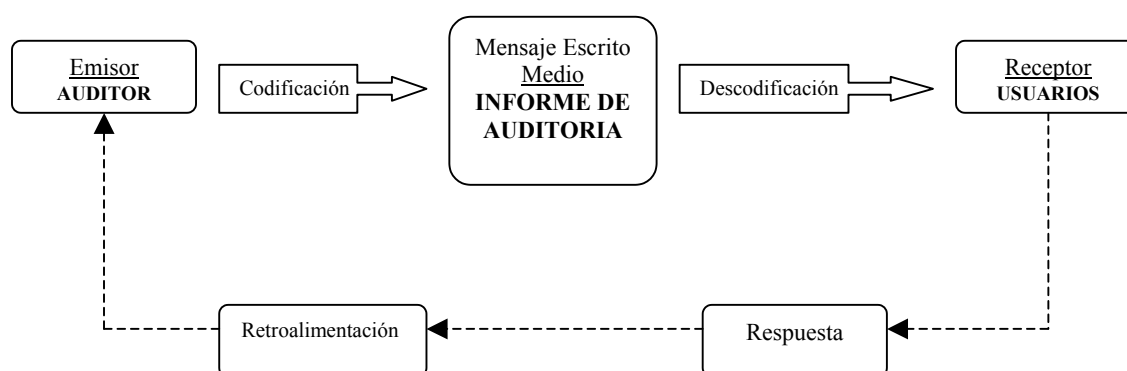 Emisor
AUDITOR
Codificación
Mensaje Escrito
Medio
INFORME DE
AUDITORIA
Descodificación
Receptor
USUARIOS
Retroalimentación
Respuesta